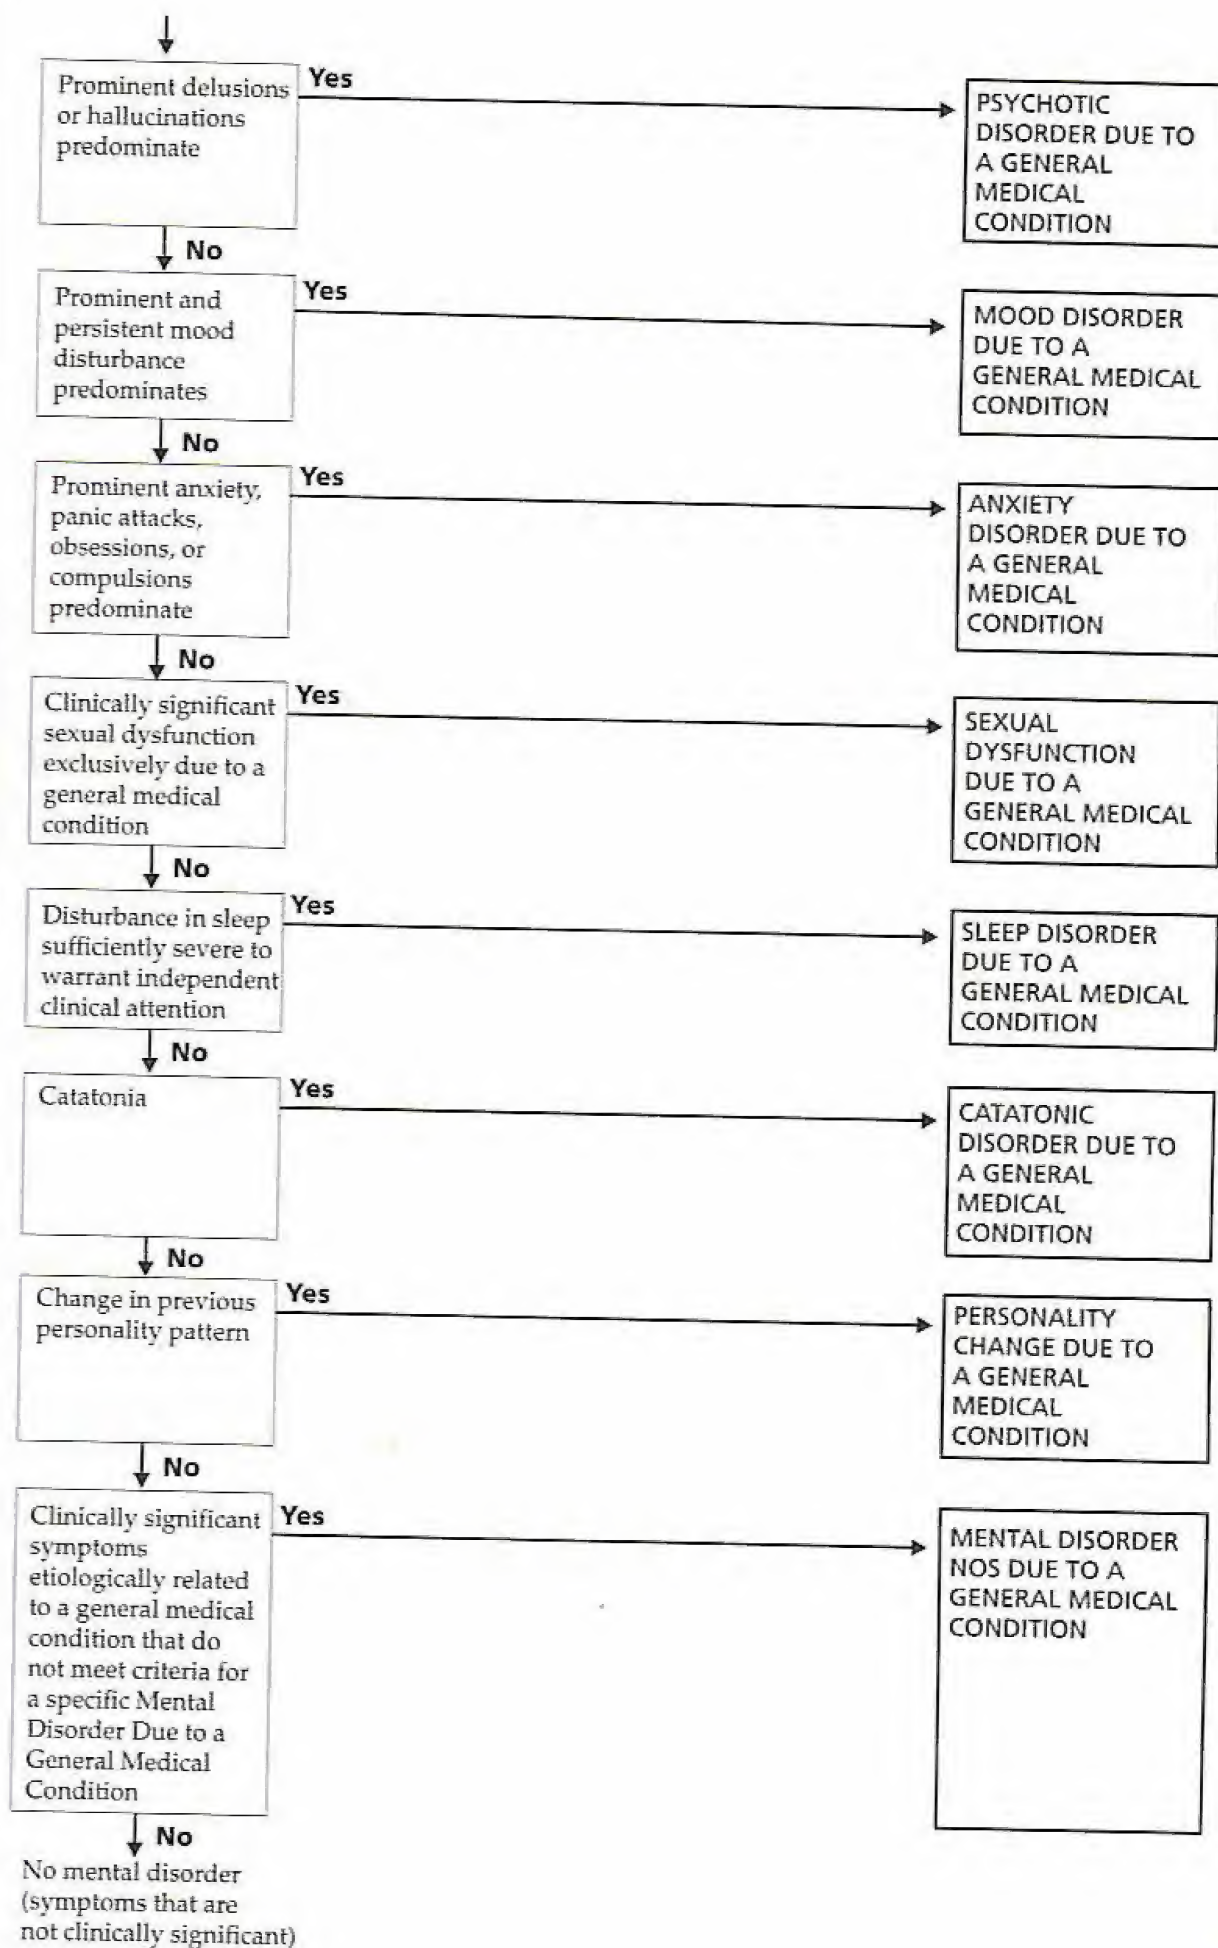 Prominent delusions
or hallucinations
predominate
Yes
PSYCHOTIC
DISORDER DUE TO
A GENERAL
MEDICAL
CONDITION
No
Prominent and
persistent mood
disturbance
predominates
Yes
MOOD DISORDER
DUE TO A
GENERAL MEDICAL
CONDITION
No
Prominent anxiety,
panic attacks,
obsessions, or
compulsions
predominate
Yes
ANXIETY
DISORDER DUE TO
A GENERAL
MEDICAL
CONDITION
No
Clinically significant
sexual dysfunction
exclusively due to a
general medical
condition
Yes
SEXUAL
DYSFUNCTION
DUE TO A
GENERAL MEDICAL
CONDITION
No
Disturbance in sleep
sufficiently severe to
warrant independent
clinical attention
Yes
SLEEP DISORDER
DUE TO A
GENERAL MEDICAL
CONDITION
No
Catatonia
Yes
CATATONIC
DISORDER DUE TO
A GENERAL
MEDICAL
CONDITION
No
Change in previous
personality pattern
Yes
PERSONALITY
CHANGE DUE TO
A GENERAL
MEDICAL
CONDITION
No
Clinically significant
symptoms
etiologically related
to a general medical
condition that do
not meet criteria for
a specific Mental
Disorder Due to a
General Medical
Condition
Yes
MENTAL DISORDER
NOS DUE TO A
GENERAL MEDICAL
CONDITION
No
No mental disorder
(symptoms that are
not clinically significant)